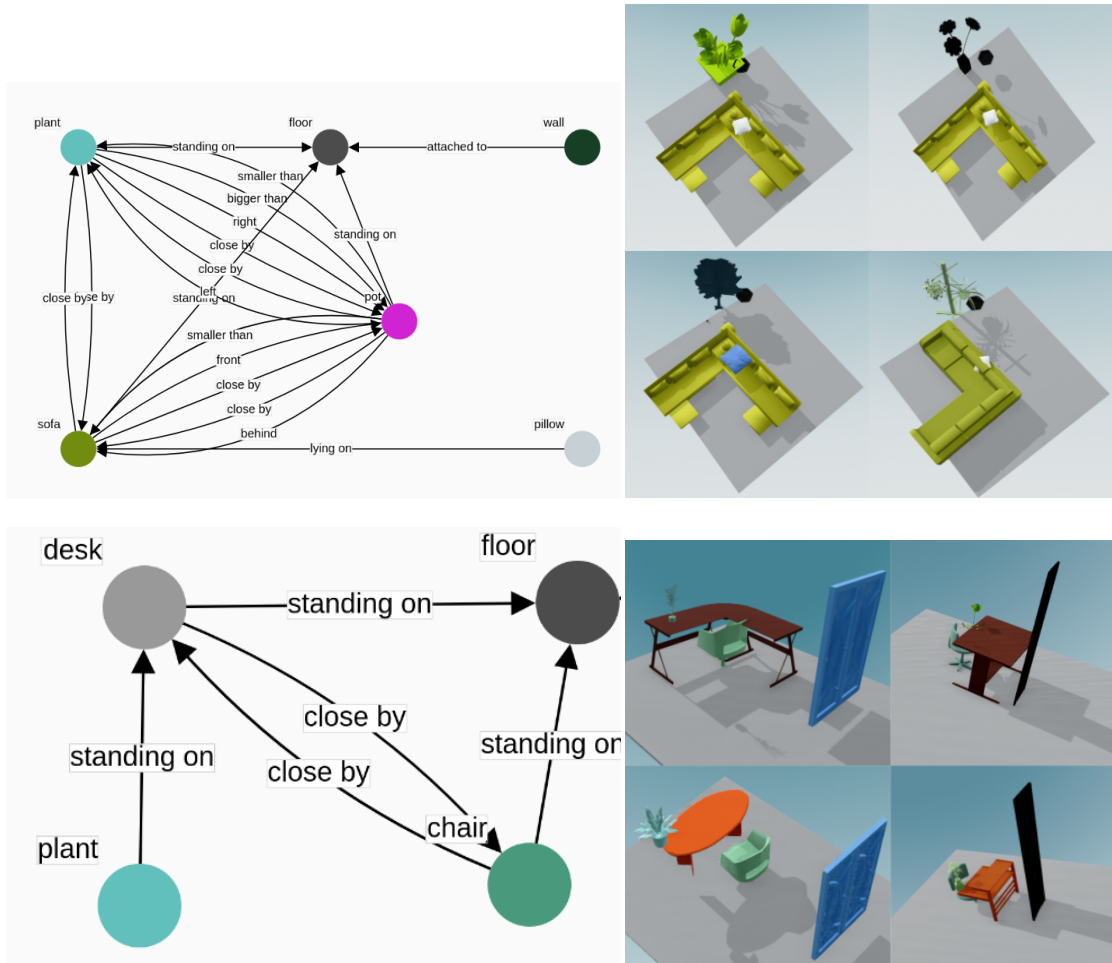 plant
floor
wall
standing on
attached to
smaller than
bigger than
right
standing on
close by
close by
left
standing on
pot
close by
close by
smaller than
front
close by
close by
behind
sofa
pillow
lying on
desk
floor
standing on
close by
standing on
standing on
close by
chair
plant